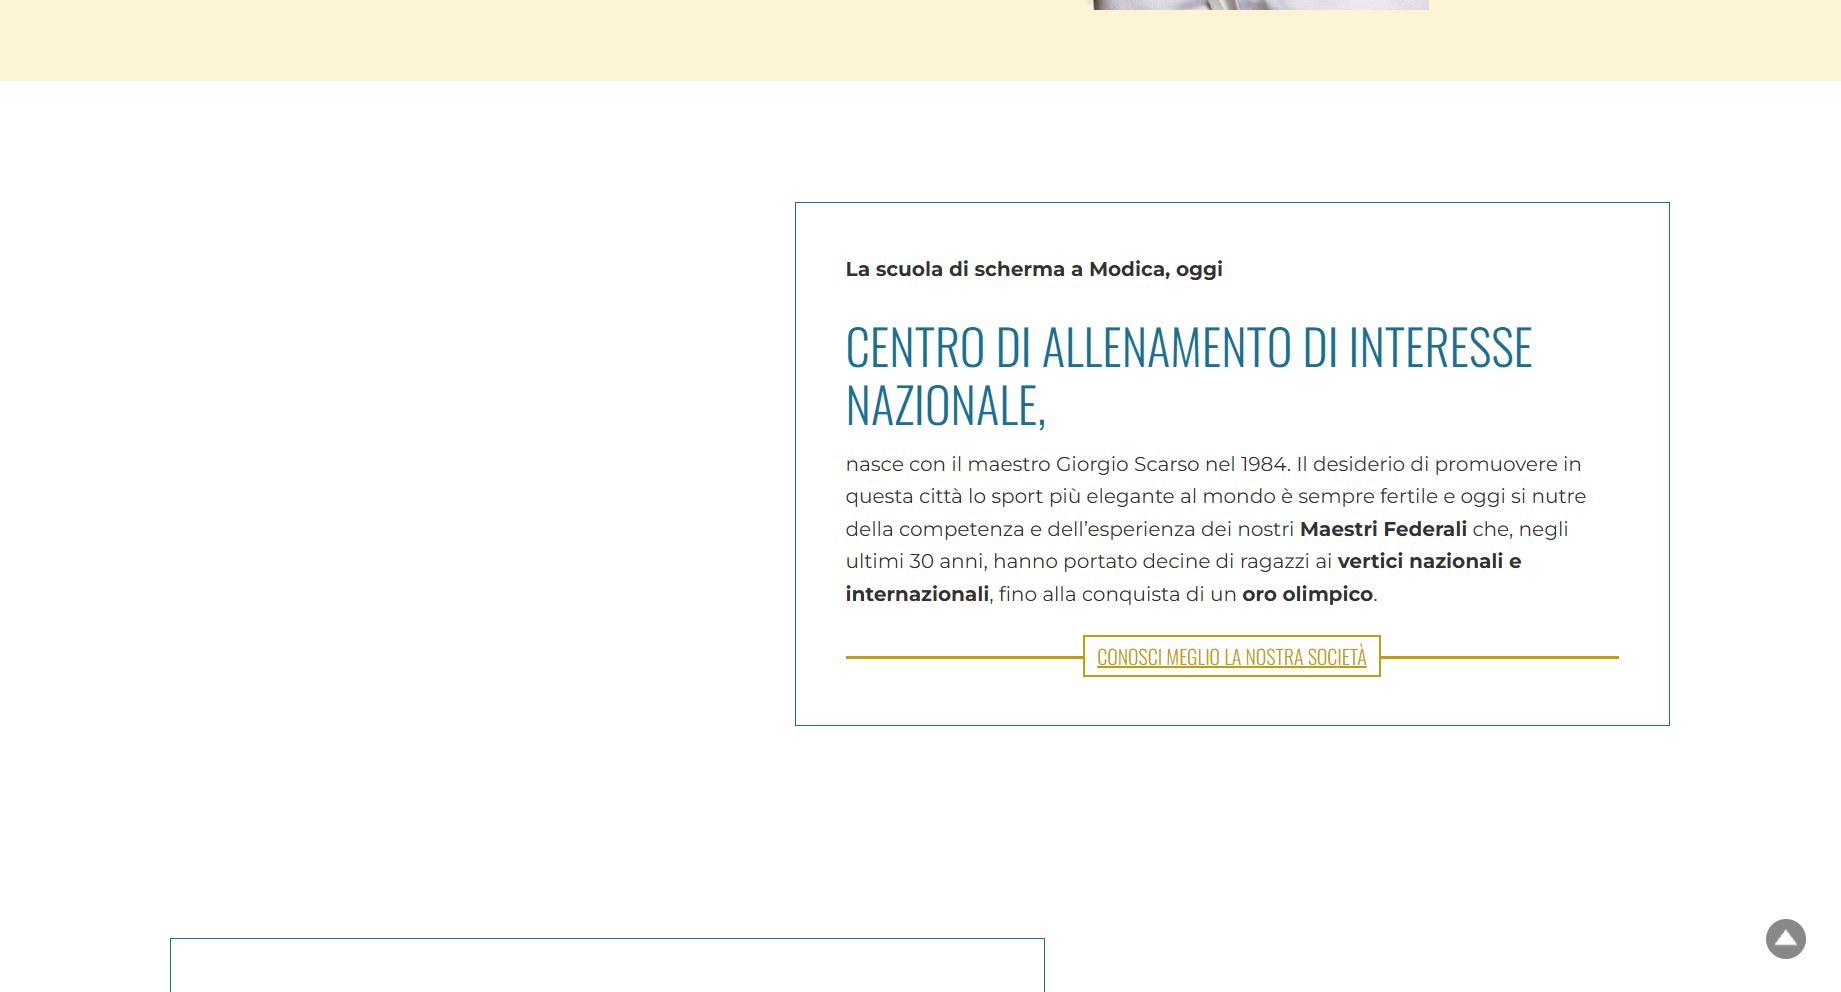 La scuola di scherma a Modica, oggi
CENTRO DI ALLENAMENTO DI INTERESSE
NAZIONALE,
nasce con il maestro Giorgio Scarso nel 1984. Il desiderio di promuovere in
questa città lo sport più elegante al mondo è sempre fertile e oggi si nutre
della competenza e dell’esperienza dei nostri Maestri Federali che, negli
ultimi 30 anni, hanno portato decine di ragazzi ai vertici nazionali e
internazionali, fino alla conquista di un oro olimpico.
CONOSCI MEGLIO LA NOSTRA SOCIETÀ